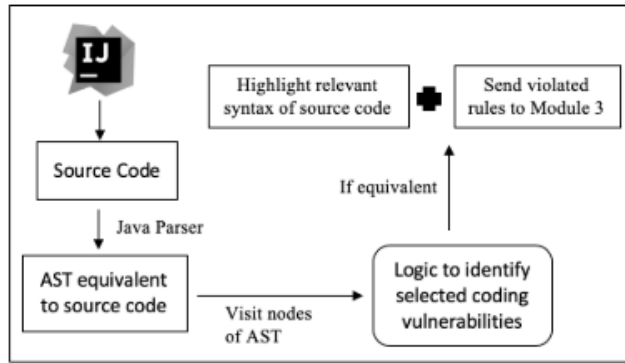 IJ
Highlight relevant
syntax of source code
Send violated
rules to Module 3
Source Code
If equivalent
Java Parser
AST equivalent
to source code
Visit nodes
of AST
Logic to identify
selected coding
vulnerabilities